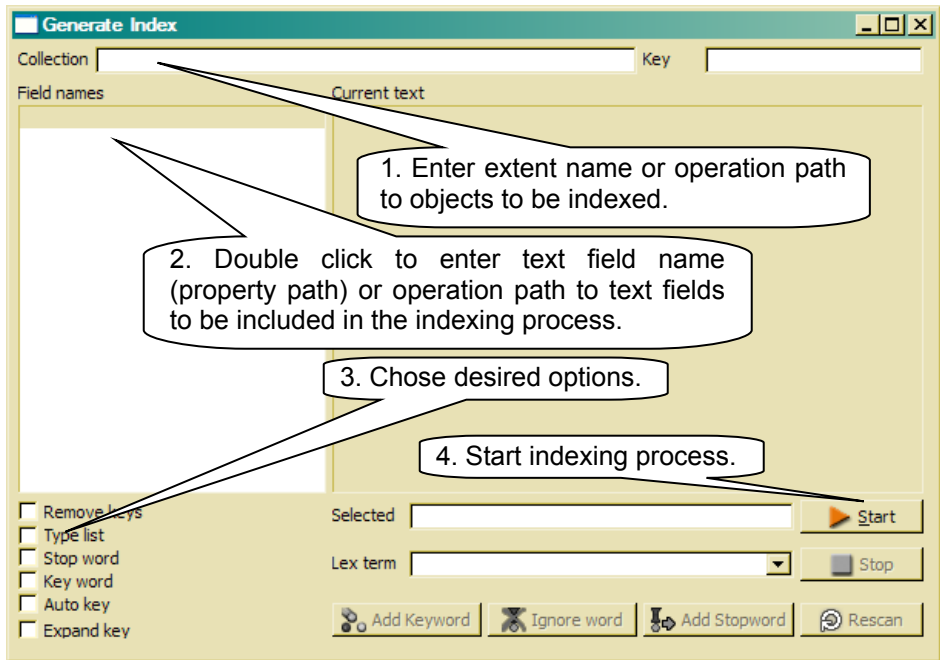 Generate Index
Collection
Key
Field names
Current text
1. Enter extent name or operation path
to objects to be indexed.
2. Double click to enter text field name
(property path) or operation path to text fields
to be included in the indexing process.
3. Chose desired options.
4. Start indexing process.
Remove keys
Type list
Stop word
Key word
Auto key
Expand key
Selected
Start
Lex term
Stop
Add Keyword
Ignore word
Add Stopword
Rescan